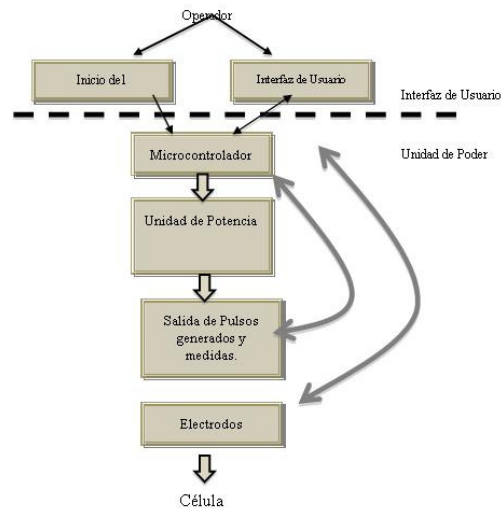 Operador
Inicio del
Interfaz de Usuario
Interfaz de Usuario
Unidad de Poder
Microcontrolador
Unidad de Potencia
Salida de Pulsos
generados y
medidas.
Electrodos
Célula